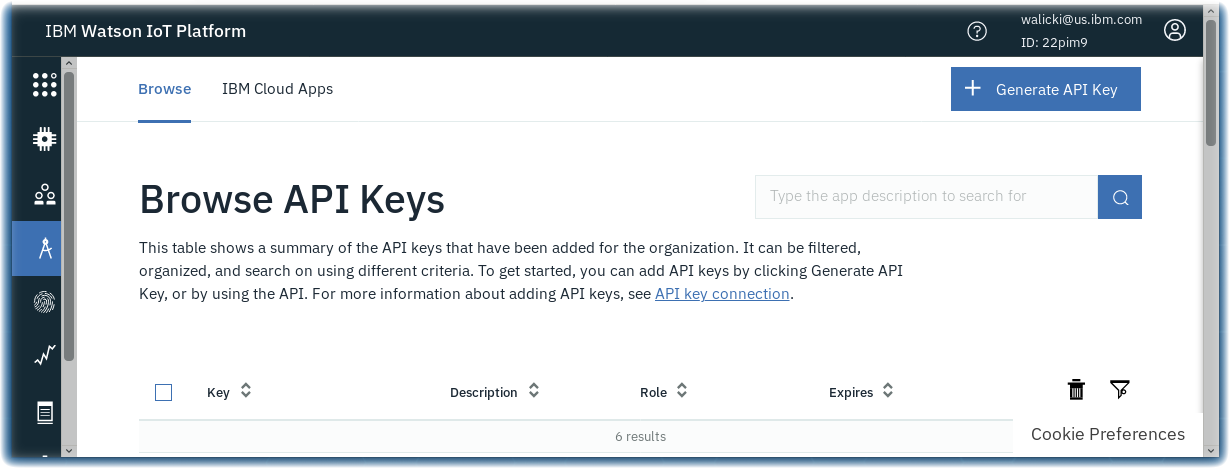 IBM Watson IoT Platform
walicki@us.ibm.com
ID: 22pim9
Browse
IBM Cloud Apps
Generate API Key
Browse API Keys
Type the app description to search for
This table shows a summary of the API keys that have been added for the organization. It can be filtered,
organized, and search on using different criteria. To get started, you can add API keys by clicking Generate API
Key, or by using the API. For more information about adding API keys, see API key connection.
Key Description Role Expires
6 results
Cookie Preferences